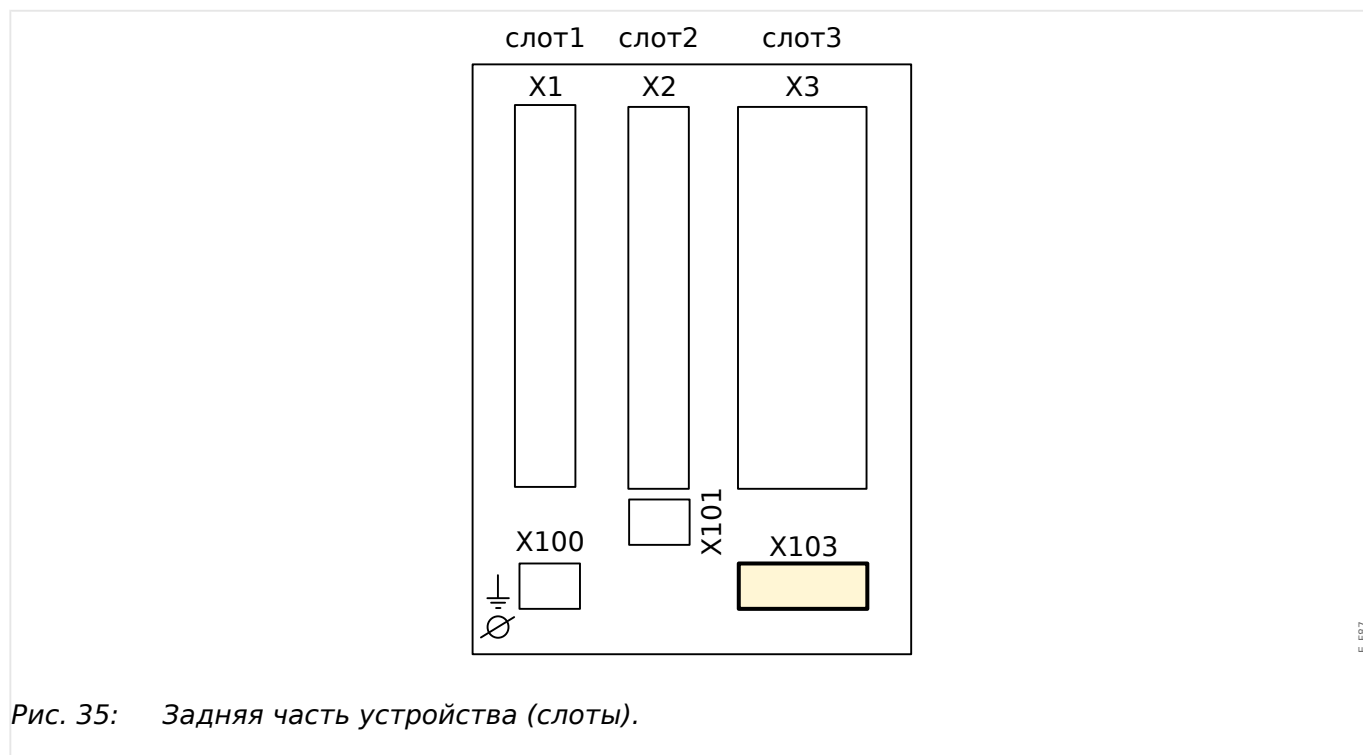 слот1 слот2 слот3
X1 X2 X3
X101
X100 X103
Рис. 35: Задняя часть устройства (слоты).